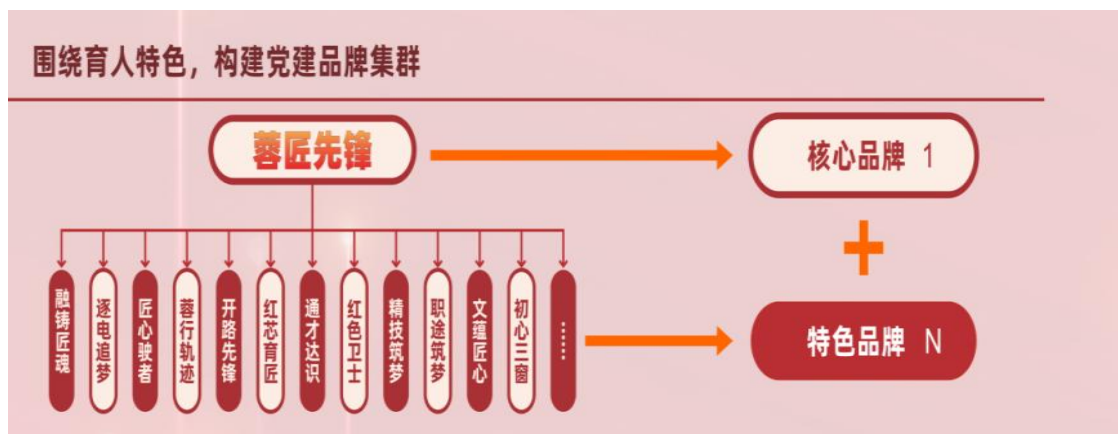 围绕育人特色，构建党建品牌集群
蓉匠先锋
核心品牌 1
+
融铸匠魂
逐电追梦
匠心驶者
蓉行轨迹
开路先锋
红芯育匠
通才达识
红色卫士
精技筑梦
职途筑梦
文蕴匠心
初心三窗
……
特色品牌 N